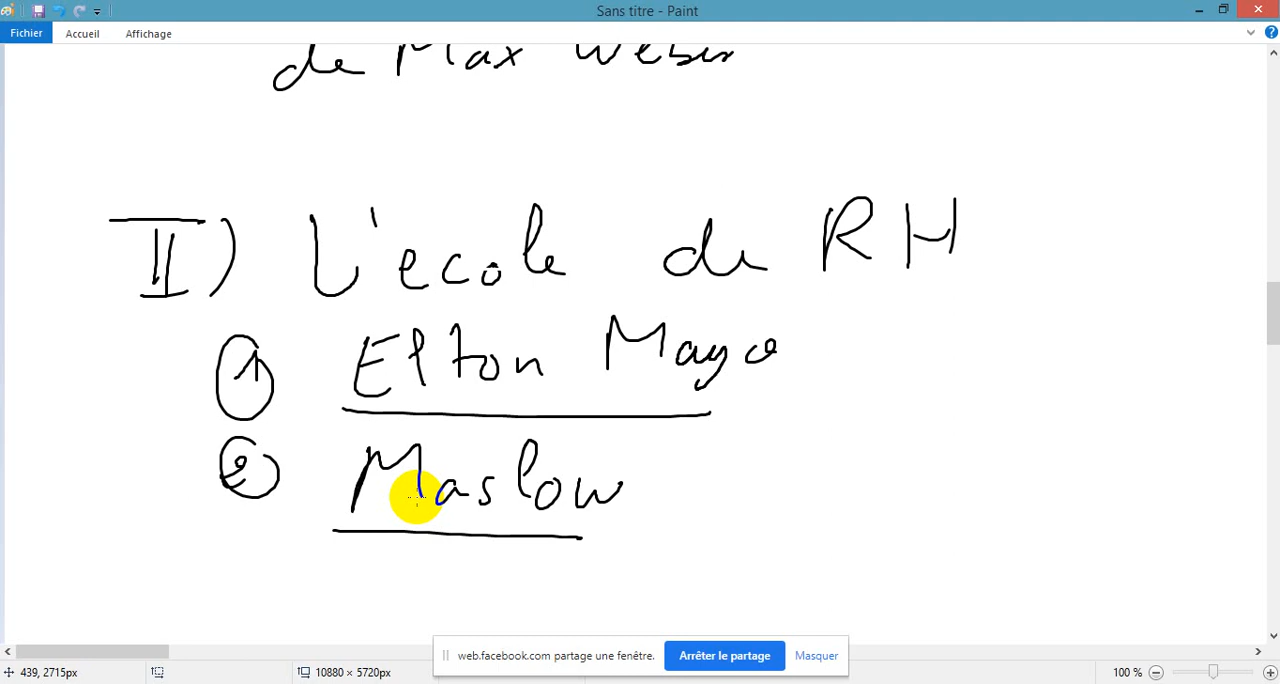 Sans titre - Paint
Fichier Accueil Affichage
de Max Weber
II) L'ecole de RH
1 Elton Mayo
2 Maslow
web.facebook.com partage une fenêtre. Arrêter le partage Masquer
439, 2715px 10880 × 5720px 100 %